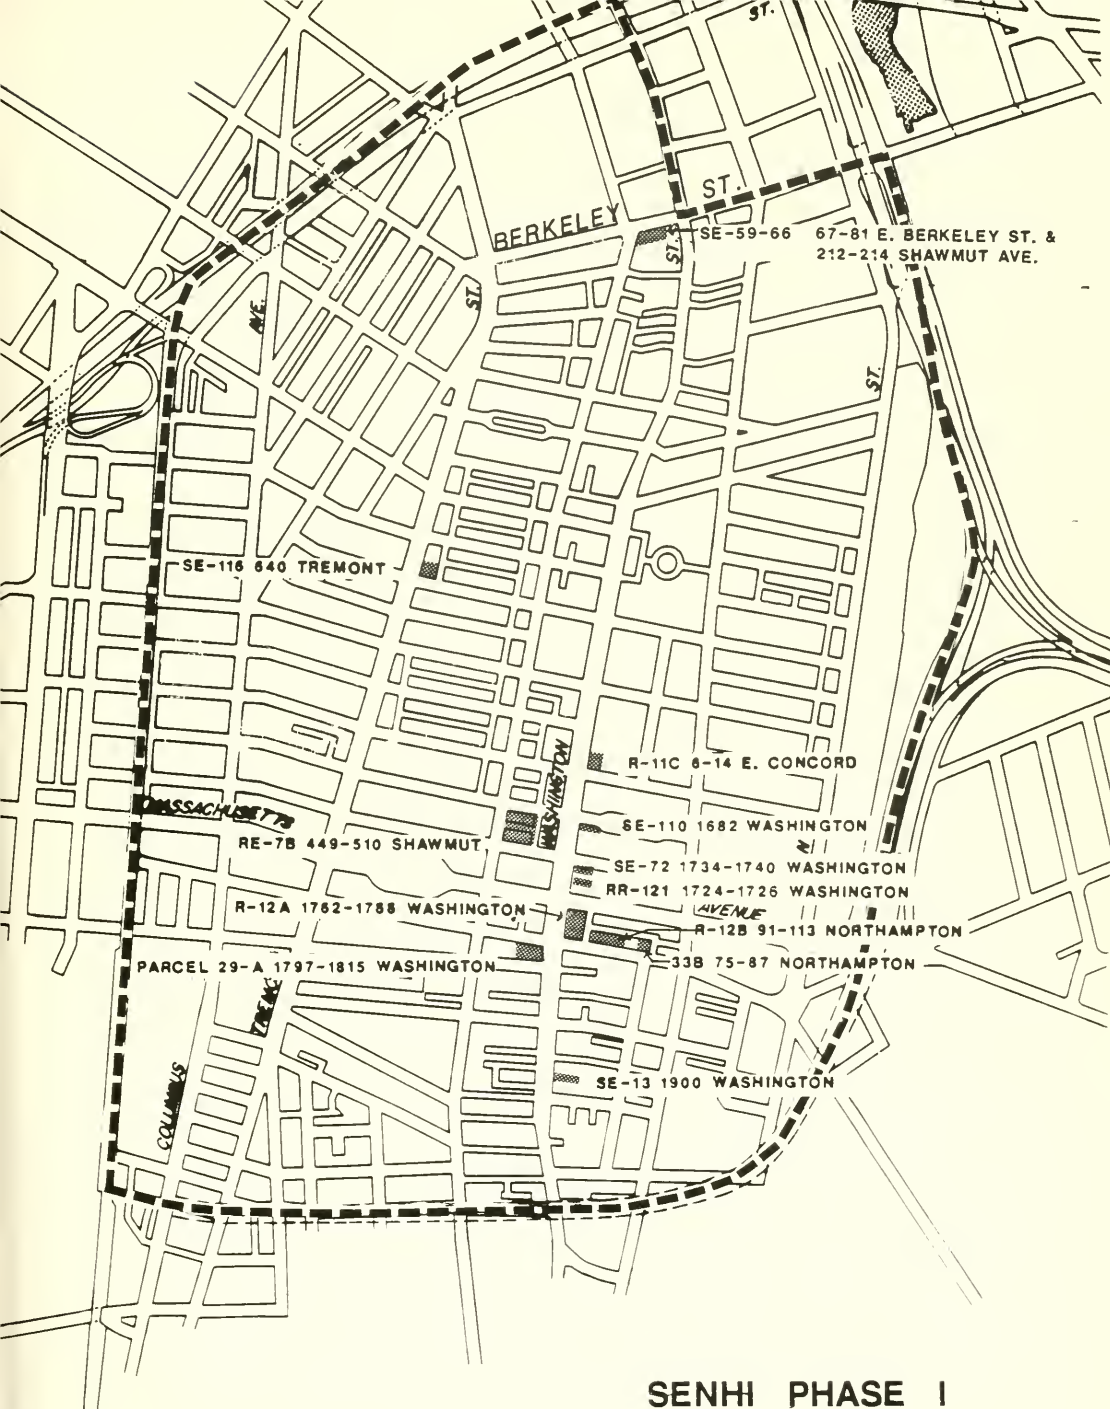 ST.
BERKELEY ST.
SE-59-66 67-81 E. BERKELEY ST. &
212-214 SHAWMUT AVE.
ST.
ST.
AVE.
ST.
SE-116 640 TREMONT
R-11C 6-14 E. CONCORD
WASHINGTON
MASSACHUSETTS
SE-110 1682 WASHINGTON
RE-7B 449-510 SHAWMUT
SE-72 1734-1740 WASHINGTON
RR-121 1724-1726 WASHINGTON
R-12A 1762-1788 WASHINGTON
AVENUE
R-12B 91-113 NORTHAMPTON
33B 75-87 NORTHAMPTON
PARCEL 29-A 1797-1815 WASHINGTON
COLUMBUS
SE-13 1900 WASHINGTON
SENHI PHASE I